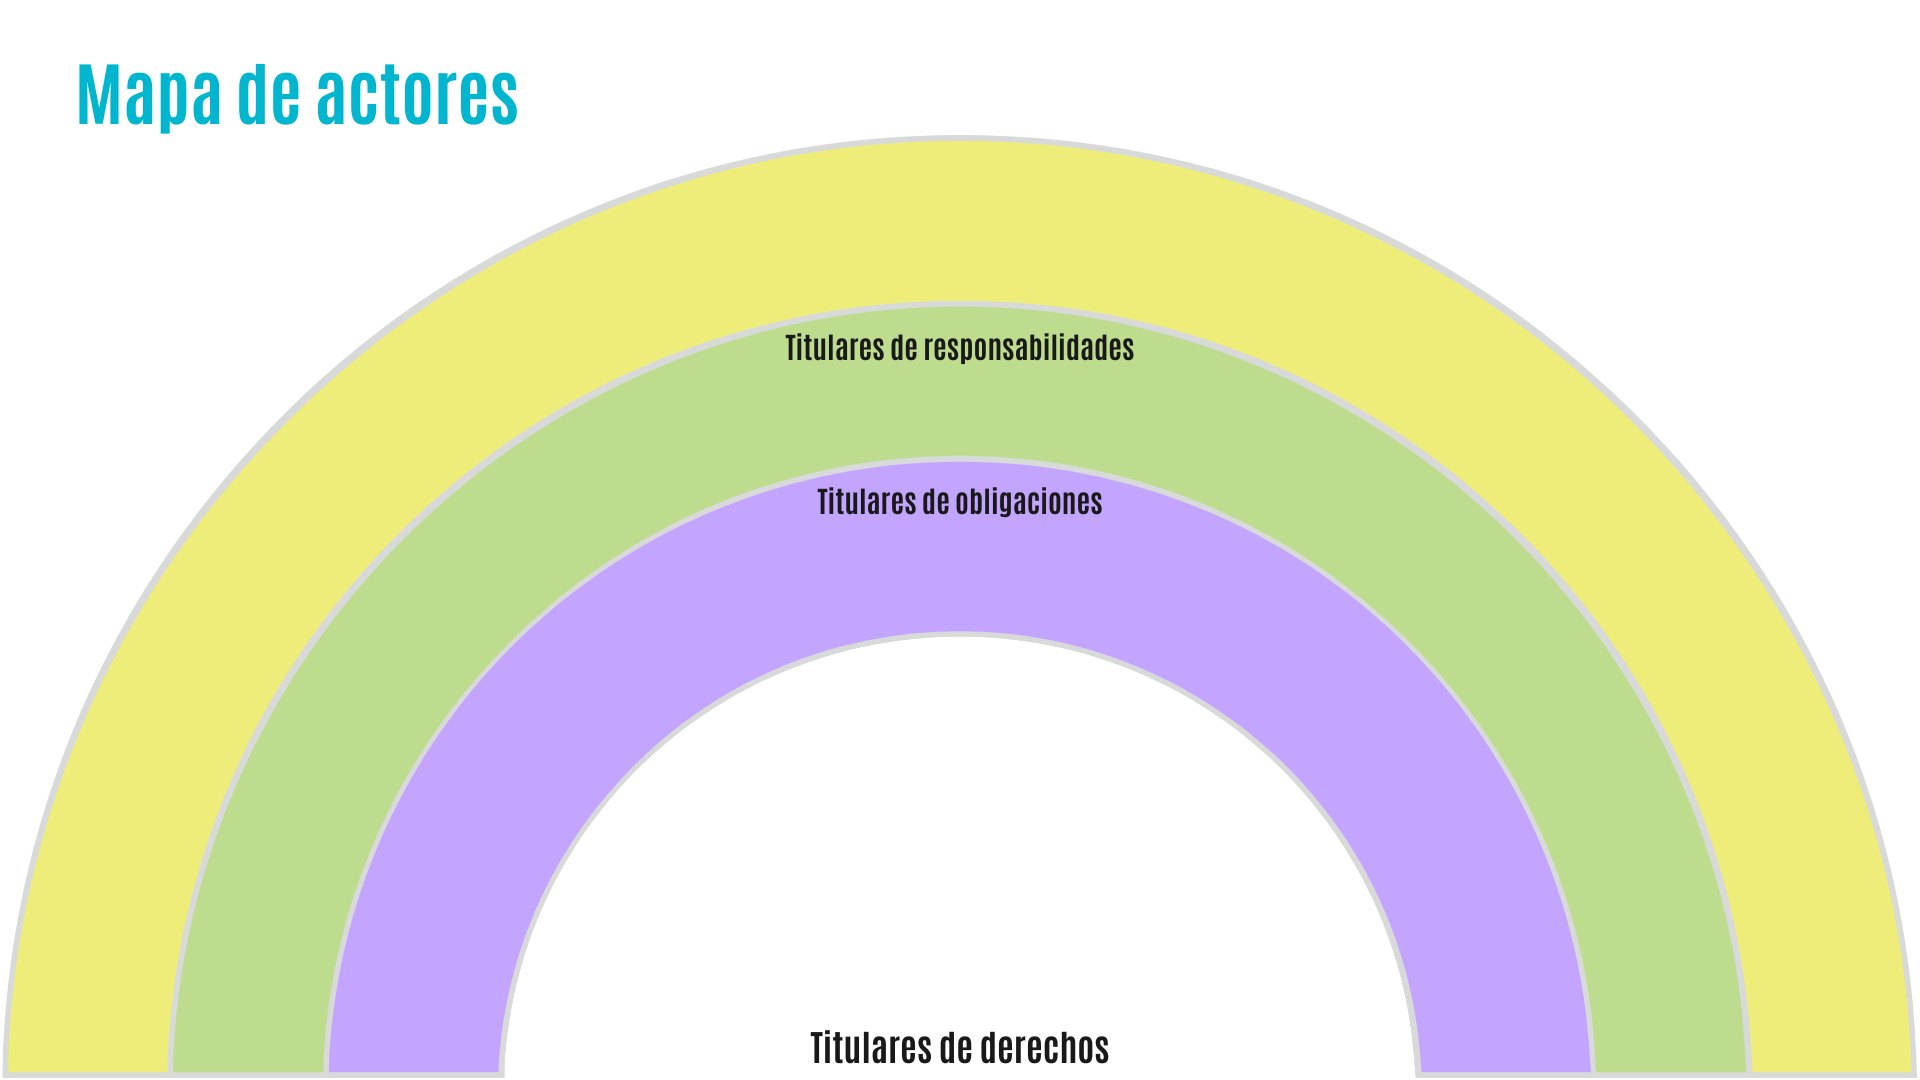 Mapa de actores
Titulares de responsabilidades
Titulares de obligaciones
Titulares de derechos